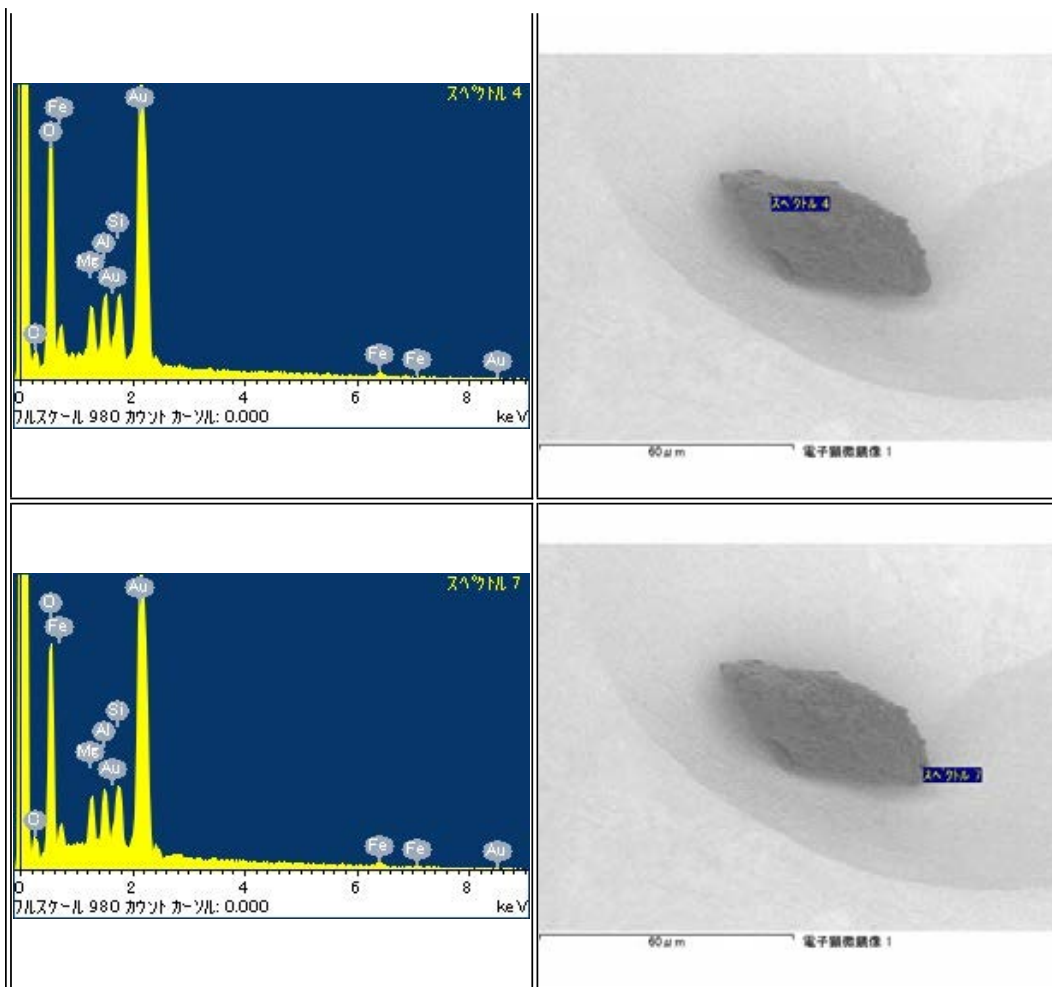 スペクトル 4
Au
Fe
O
Si
Al
Mg
Au
C
Fe
Fe
Au
0 2 4 6 8
フルスケール 980 カウント カーソル: 0.000 keV
スペクトル 4
60μm 電子顕微鏡像 1
スペクトル 7
Au
O
Fe
Si
Al
Mg
Au
C
Fe
Fe
Au
0 2 4 6 8
フルスケール 980 カウント カーソル: 0.000 keV
スペクトル 7
60μm 電子顕微鏡像 1